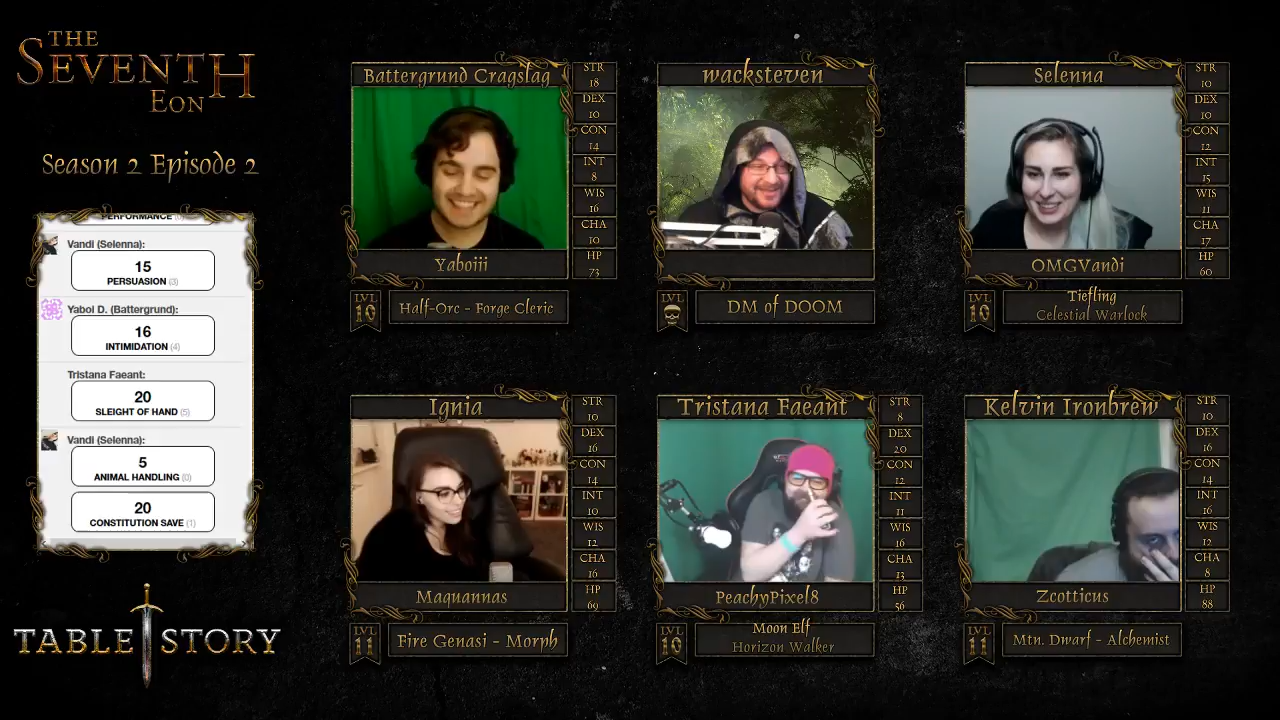 THE
SEVENTH
EON
Season 2 Episode 2
PERFORMANCE
Vandi (Selenna):
15
PERSUASION (3)
Yaboi D. (Battergrund):
16
INTIMIDATION (4)
Tristana Faeant:
20
SLEIGHT OF HAND (5)
Vandi (Selenna):
5
ANIMAL HANDLING (0)
20
CONSTITUTION SAVE (1)
TABLE STORY
Battergrund Cragslag
STR
18
DEX
10
CON
14
INT
8
WIS
16
CHA
10
HP
73
Yaboiii
LVL
10
Half-Orc - Forge Cleric
wacksteven
LVL
DM of DOOM
Selenna
STR
10
DEX
10
CON
12
INT
15
WIS
11
CHA
17
HP
60
OMGVandi
LVL
10
Tiefling
Celestial Warlock
Ignia
STR
10
DEX
16
CON
14
INT
10
WIS
12
CHA
16
HP
69
Maquannas
LVL
11
Fire Genasi - Morph
Tristana Faeant
STR
8
DEX
20
CON
12
INT
11
WIS
16
CHA
13
HP
56
PeachyPixel8
LVL
10
Moon Elf
Horizon Walker
Kelvin Ironbrew
STR
10
DEX
16
CON
14
INT
16
WIS
12
CHA
8
HP
88
Zcotticus
LVL
11
Mtn. Dwarf - Alchemist